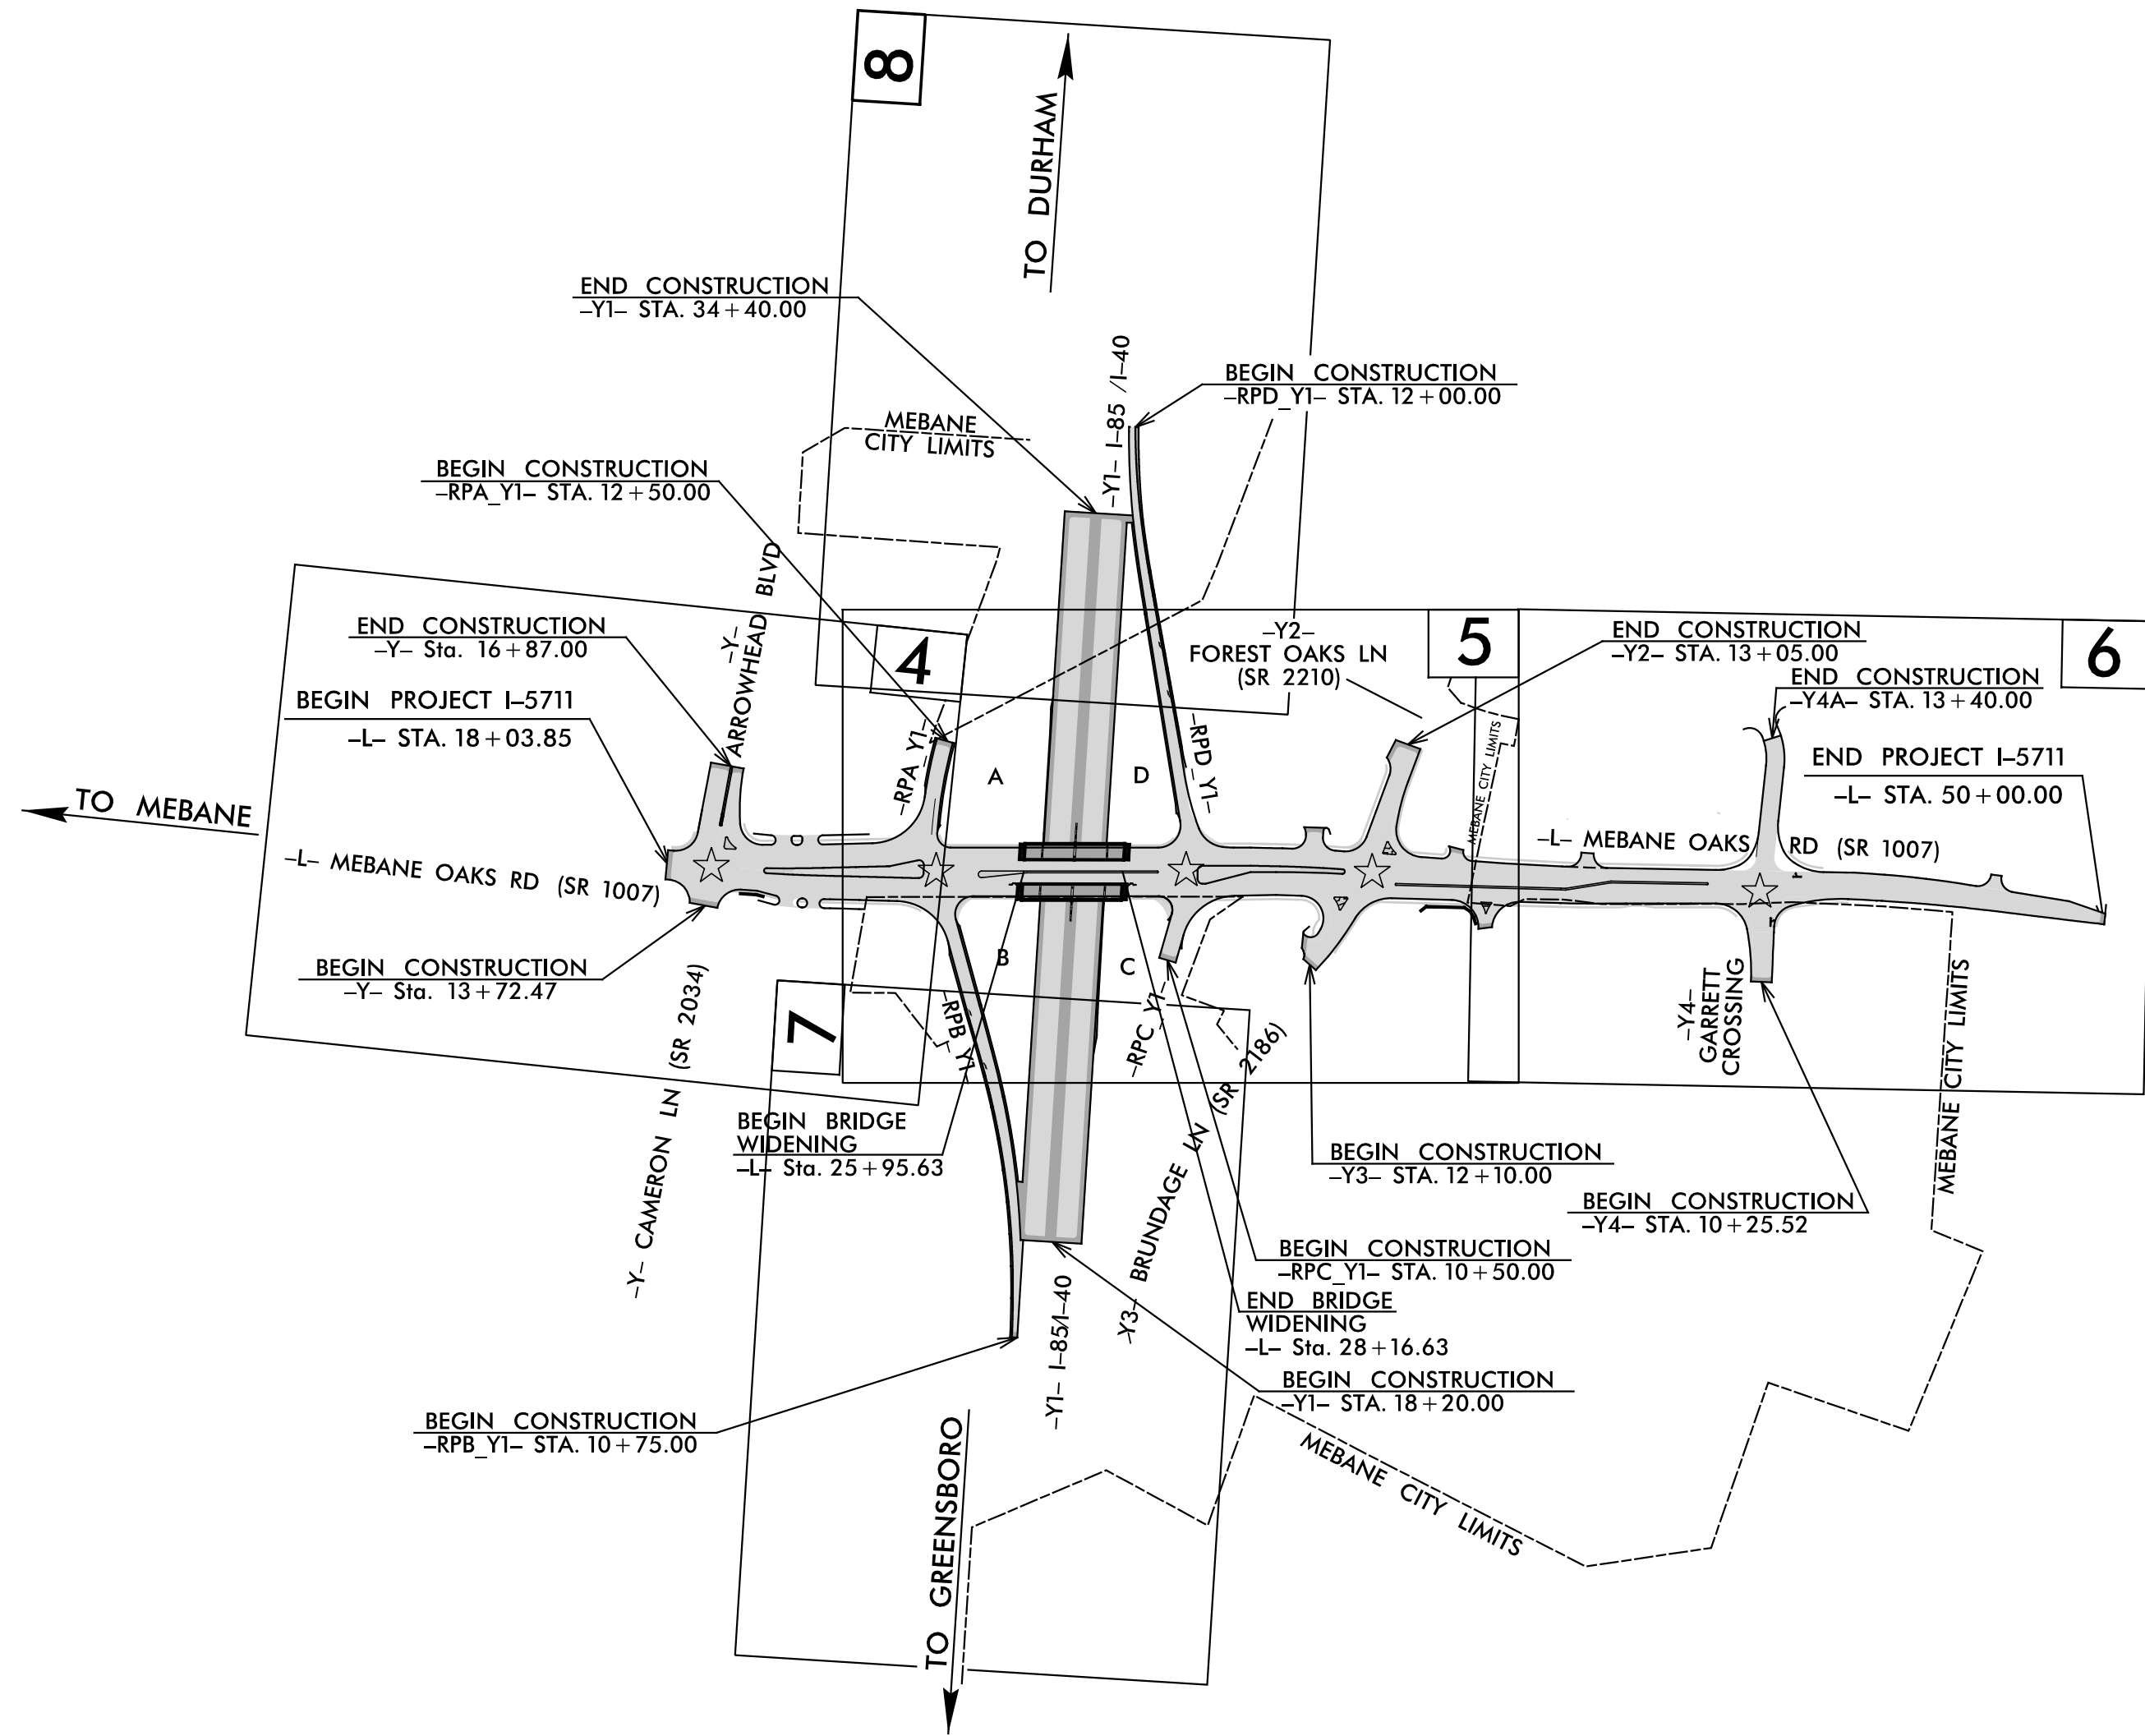 8
TO DURHAM
END CONSTRUCTION
-Y1- STA. 34+40.00
-Y1- I-85 /I-40
BEGIN CONSTRUCTION
-RPD_Y1- STA. 12+00.00
MEBANE
CITY LIMITS
BEGIN CONSTRUCTION
-RPA_Y1- STA. 12+50.00
-Y-
ARROWHEAD BLVD
END CONSTRUCTION
-Y- Sta. 16+87.00
4
-Y2-
FOREST OAKS LN
(SR 2210)
5
END CONSTRUCTION
-Y2- STA. 13+05.00
6
END CONSTRUCTION
-Y4A- STA. 13+40.00
BEGIN PROJECT I-5711
-L- STA. 18+03.85
-RPA_Y1-
A
D
-RPD_Y1-
MEBANE CITY LIMITS
END PROJECT I-5711
-L- STA. 50+00.00
TO MEBANE
-L- MEBANE OAKS RD (SR 1007)
-L- MEBANE OAKS RD (SR 1007)
BEGIN CONSTRUCTION
-Y- Sta. 13+72.47
B
C
7
-RPB_Y1-
-RPC_Y1-
-Y4-
GARRETT
CROSSING
MEBANE CITY LIMITS
-Y- CAMERON LN (SR 2034)
BEGIN BRIDGE
WIDENING
-L- Sta. 25+95.63
-Y3- BRUNDAGE LN (SR 2186)
BEGIN CONSTRUCTION
-Y3- STA. 12+10.00
BEGIN CONSTRUCTION
-Y4- STA. 10+25.52
BEGIN CONSTRUCTION
-RPC_Y1- STA. 10+50.00
END BRIDGE
WIDENING
-L- Sta. 28+16.63
-Y1- I-85/I-40
BEGIN CONSTRUCTION
-Y1- STA. 18+20.00
BEGIN CONSTRUCTION
-RPB_Y1- STA. 10+75.00
MEBANE CITY LIMITS
TO GREENSBORO